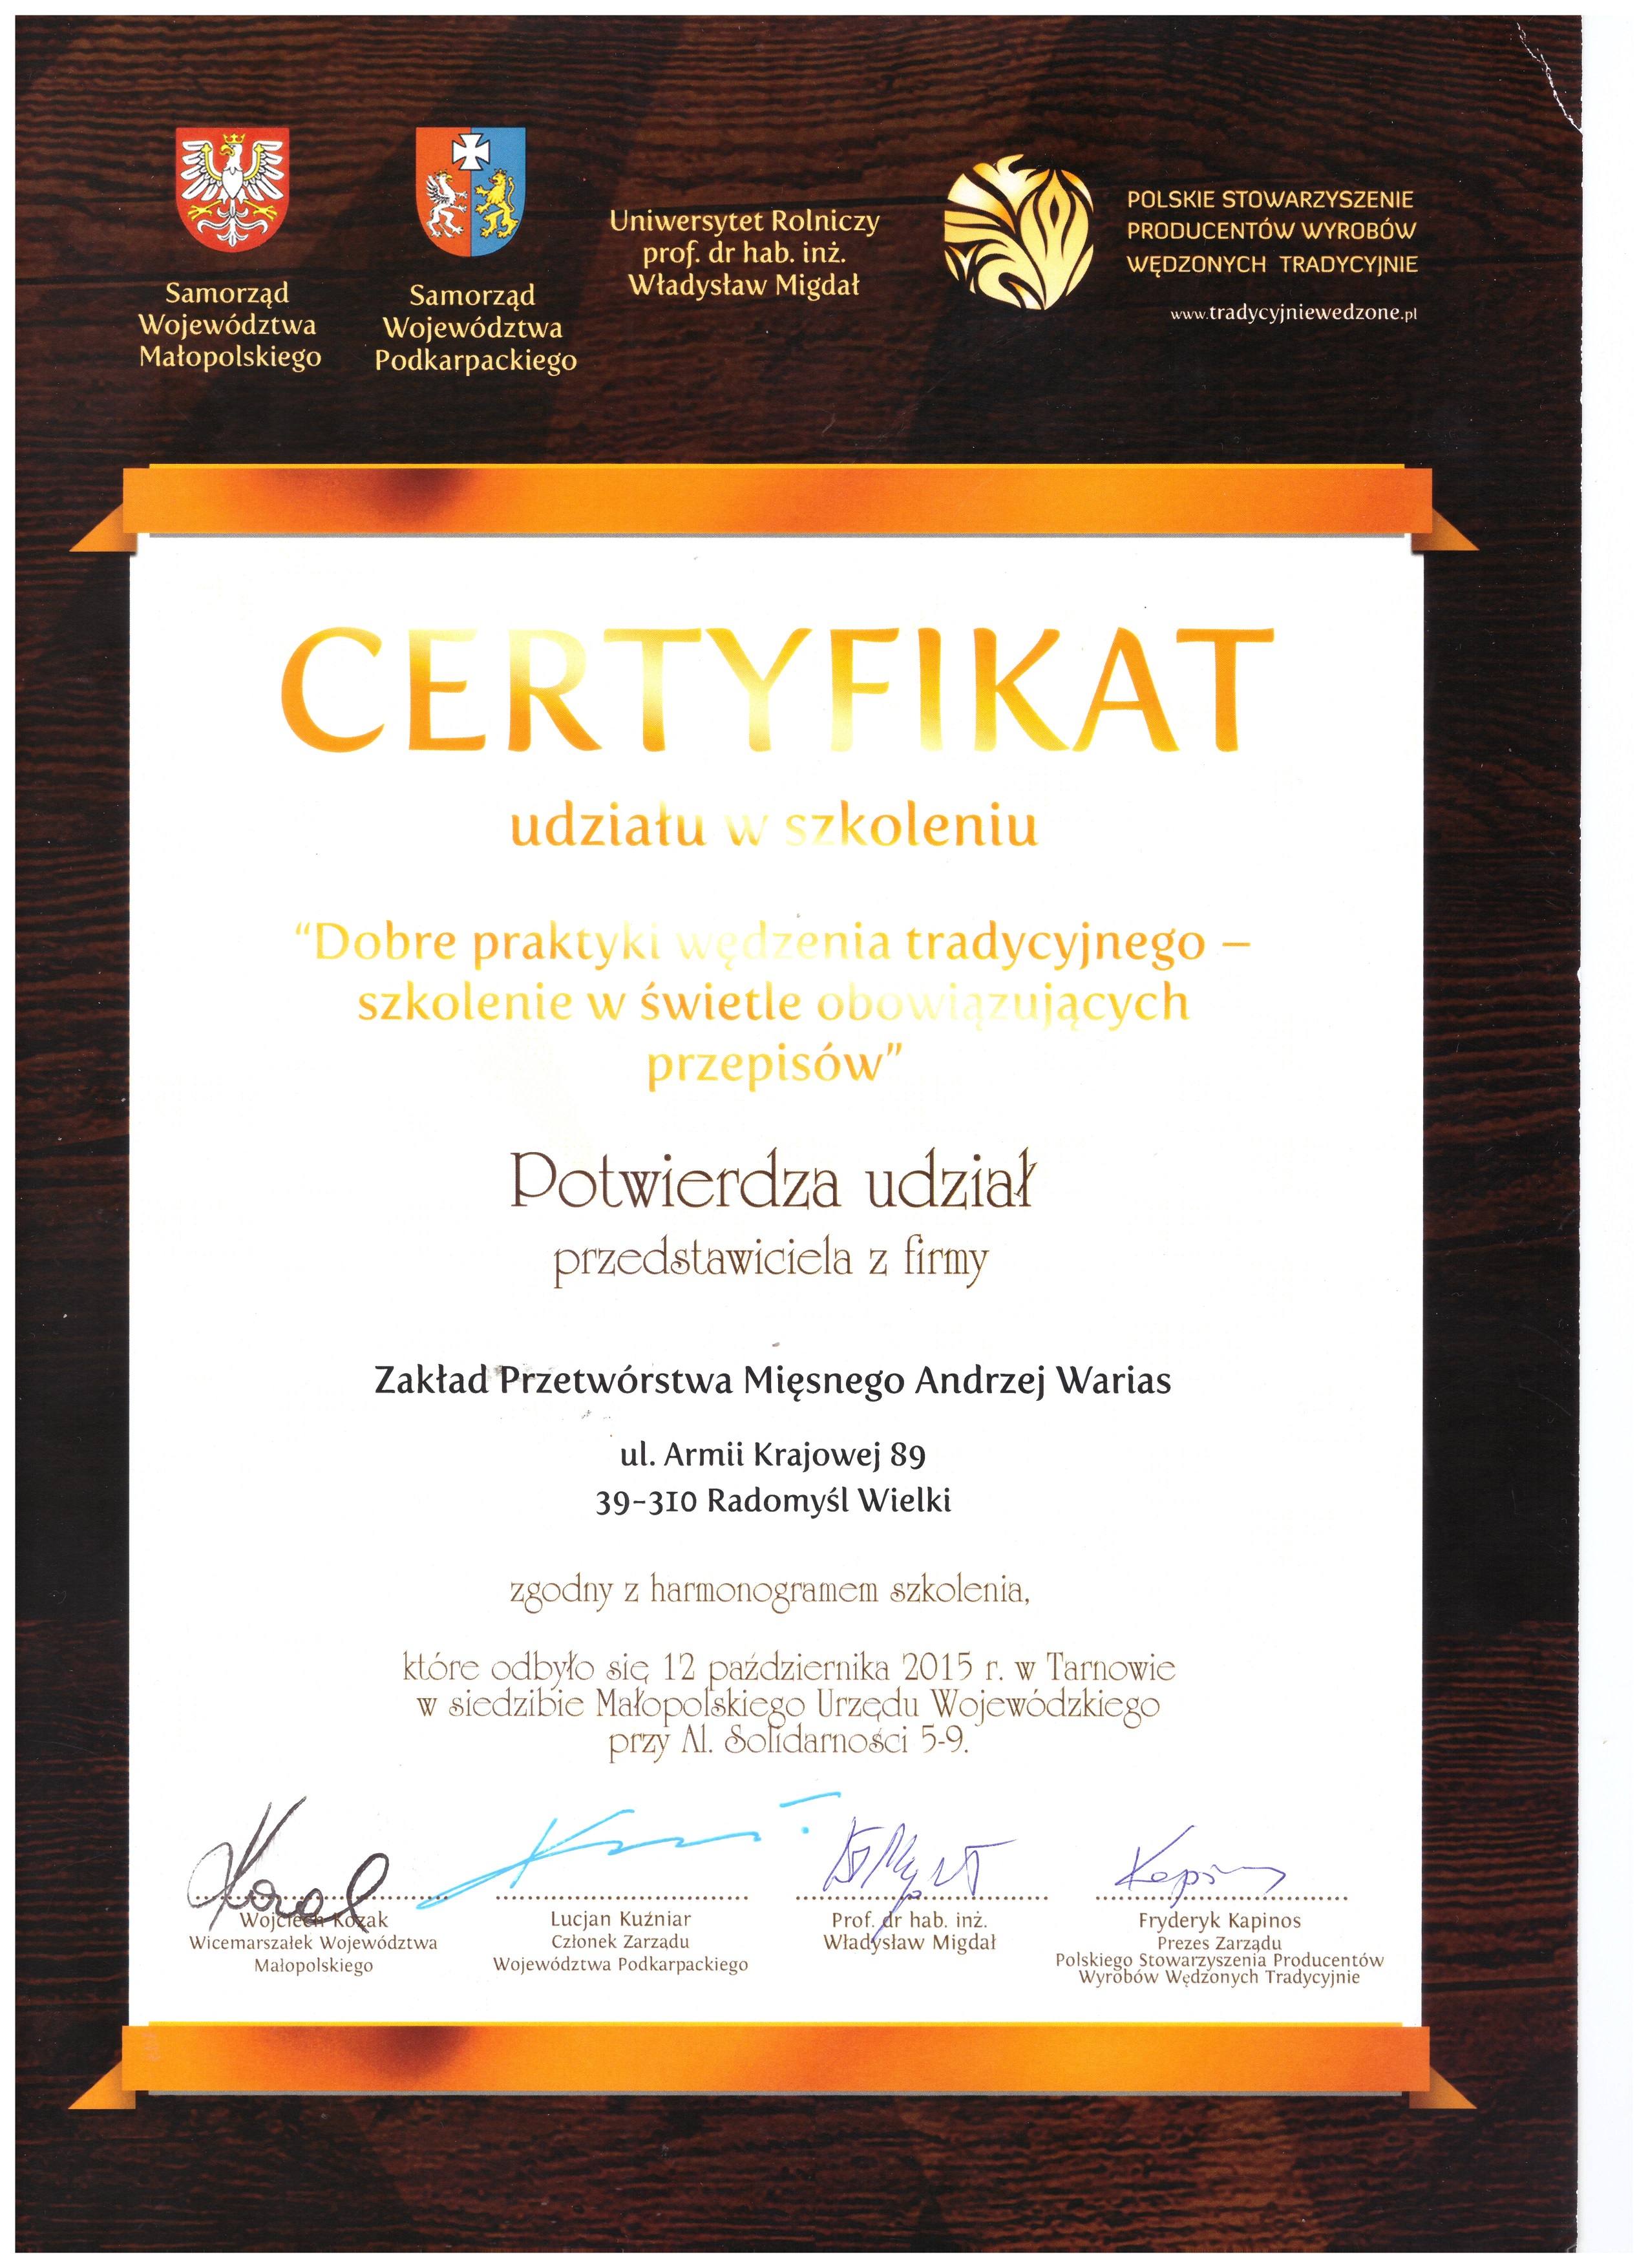 Samorząd
Województwa
Małopolskiego
Samorząd
Województwa
Podkarpackiego
Uniwersytet Rolniczy
prof. dr hab. inż.
Władysław Migdał
POLSKIE STOWARZYSZENIE
PRODUCENTÓW WYROBÓW
WĘDZONYCH TRADYCYJNIE
www.tradycyjniewedzone.pl
CERTYFIKAT
udziału w szkoleniu
“Dobre praktyki wędzenia tradycyjnego –
szkolenie w świetle obowiązujących
przepisów”
Potwierdza udział
przedstawiciela z firmy
Zakład Przetwórstwa Mięsnego Andrzej Warias
ul. Armii Krajowej 89
39-310 Radomyśl Wielki
zgodny z harmonogramem szkolenia,
które odbyło się 12 października 2015 r. w Tarnowie
w siedzibie Małopolskiego Urzędu Wojewódzkiego
przy Al. Solidarności 5-9.
Wojciech Kozak
Wicemarszałek Województwa
Małopolskiego
Lucjan Kuźniar
Członek Zarządu
Województwa Podkarpackiego
Prof. dr hab. inż.
Władysław Migdał
Fryderyk Kapinos
Prezes Zarządu
Polskiego Stowarzyszenia Producentów
Wyrobów Wędzonych Tradycyjnie